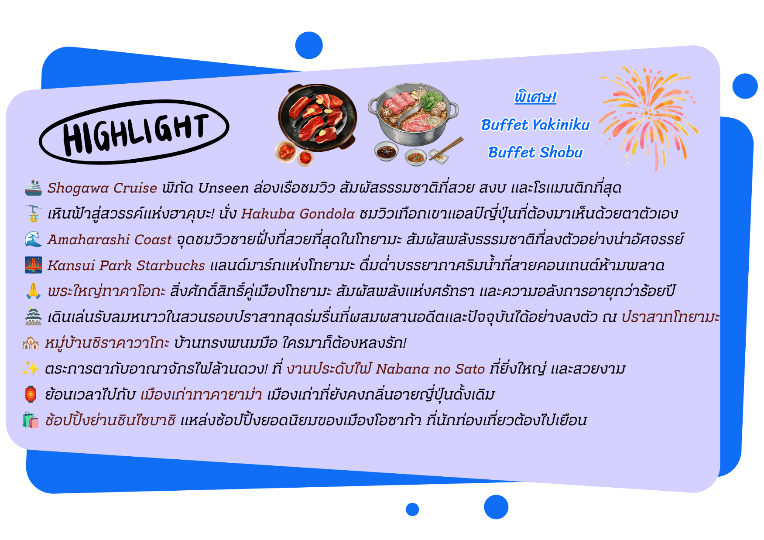 HIGHLIGHT
พิเศษ!
Buffet Yakiniku
Buffet Shabu
Shogawa Cruise พิกัด Unseen ล่องเรือชมวิว สัมผัสธรรมชาติที่สวย สงบ และโรแมนติกที่สุด
เหินฟ้าสู่สวรรค์แห่งฮาคุบะ! นั่ง Hakuba Gondola ชมวิวเทือกเขาแอลป์ญี่ปุ่นที่ต้องมาเห็นด้วยตาตัวเอง
Amaharashi Coast จุดชมวิวชายฝั่งที่สวยที่สุดในโทยามะ สัมผัสพลังธรรมชาติที่ลงตัวอย่างน่าอัศจรรย์
Kansui Park Starbucks แลนด์มาร์กแห่งโทยามะ ดื่มด่ำบรรยากาศริมน้ำที่สายคอนเทนต์ห้ามพลาด
พระใหญ่ทาคาโอกะ สิ่งศักดิ์สิทธิ์คู่เมืองโทยามะ สัมผัสพลังแห่งศรัทธา และความอลังการอายุกว่าร้อยปี
เดินเล่นรับลมหนาวในสวนรอบปราสาทสุดร่มรื่นที่ผสมผสานอดีตและปัจจุบันได้อย่างลงตัว ณ ปราสาทโทยามะ
หมู่บ้านชิราคาวาโกะ บ้านทรงพนมมือ ใครมาก็ต้องหลงรัก!
ตระการตากับอาณาจักรไฟล้านดวง! ที่ งานประดับไฟ Nabana no Sato ที่ยิ่งใหญ่ และสวยงาม
ย้อนเวลาไปกับ เมืองเก่าทาคายาม่า เมืองเก่าที่ยังคงกลิ่นอายญี่ปุ่นดั้งเดิม
ช้อปปิ้งย่านชินไซบาชิ แหล่งช้อปปิ้งยอดนิยมของเมืองโอซาก้า ที่นักท่องเที่ยวต้องไปเยือน